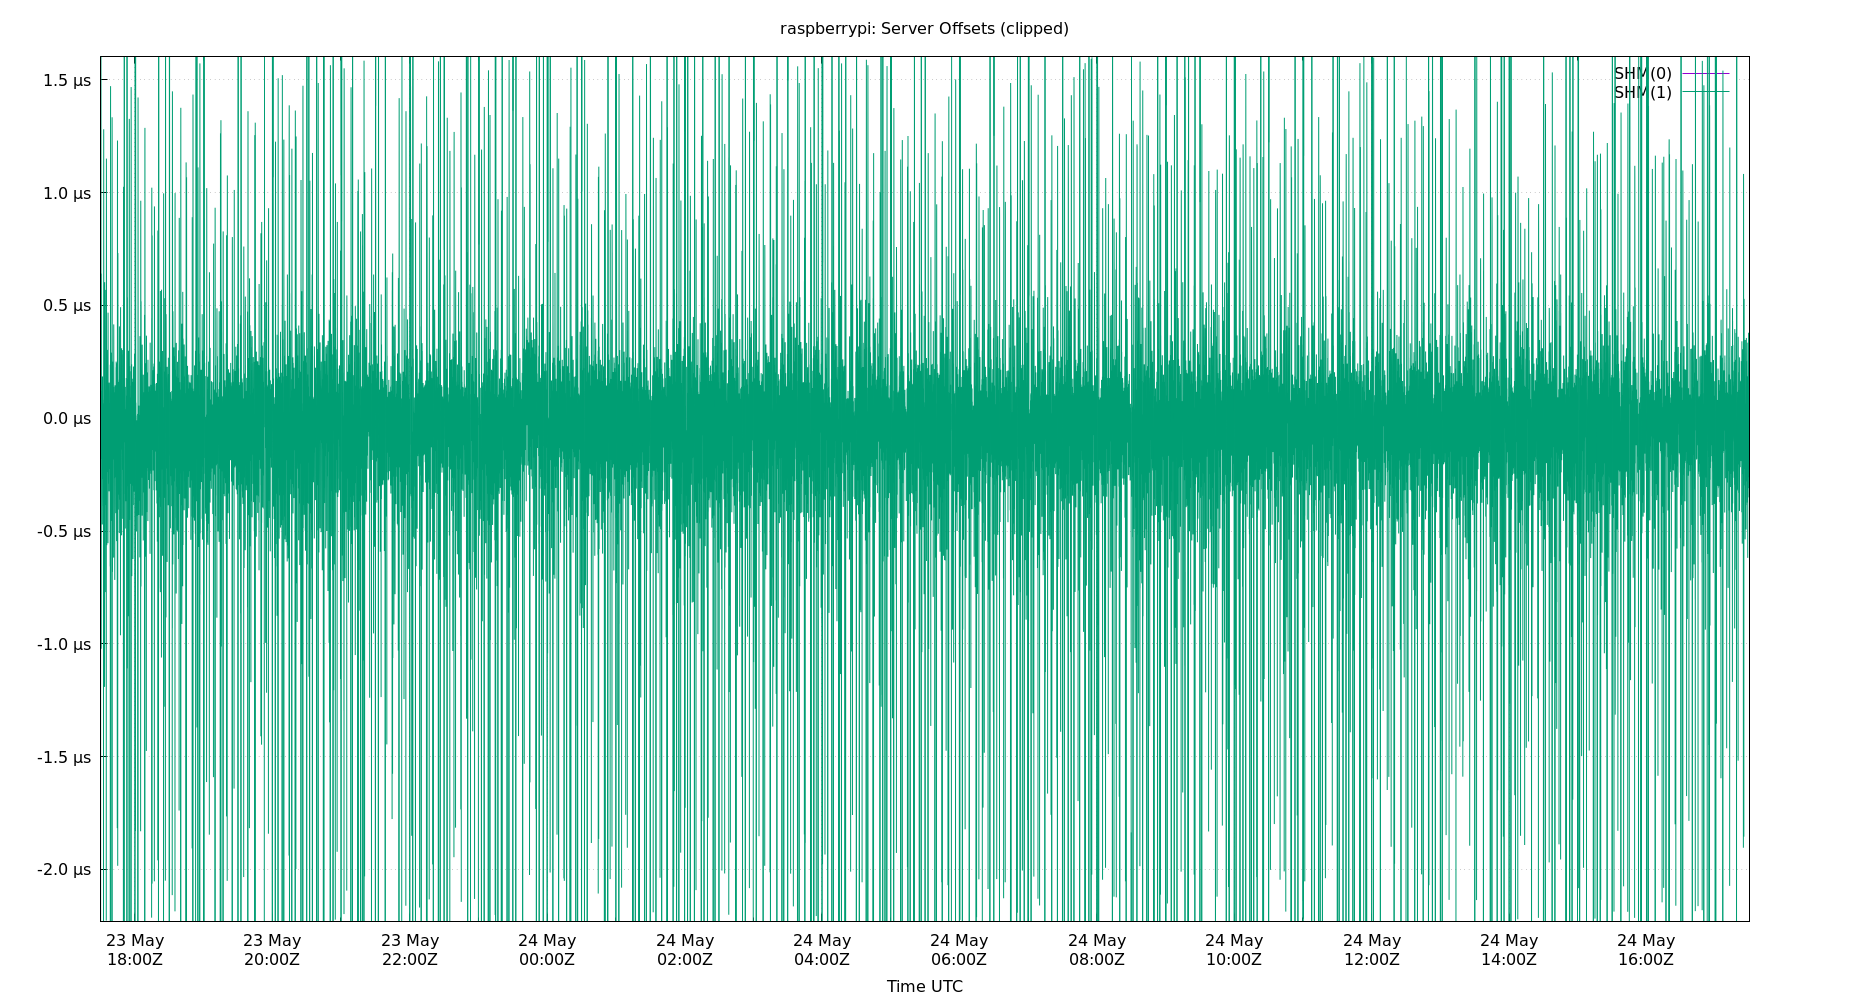 raspberrypi: Server Offsets (clipped)
SHM(0)
SHM(1)
1.5 µs
1.0 µs
0.5 µs
0.0 µs
-0.5 µs
-1.0 µs
-1.5 µs
-2.0 µs
23 May 23 May 23 May 24 May 24 May 24 May 24 May 24 May 24 May 24 May 24 May 24 May
18:00Z 20:00Z 22:00Z 00:00Z 02:00Z 04:00Z 06:00Z 08:00Z 10:00Z 12:00Z 14:00Z 16:00Z
Time UTC